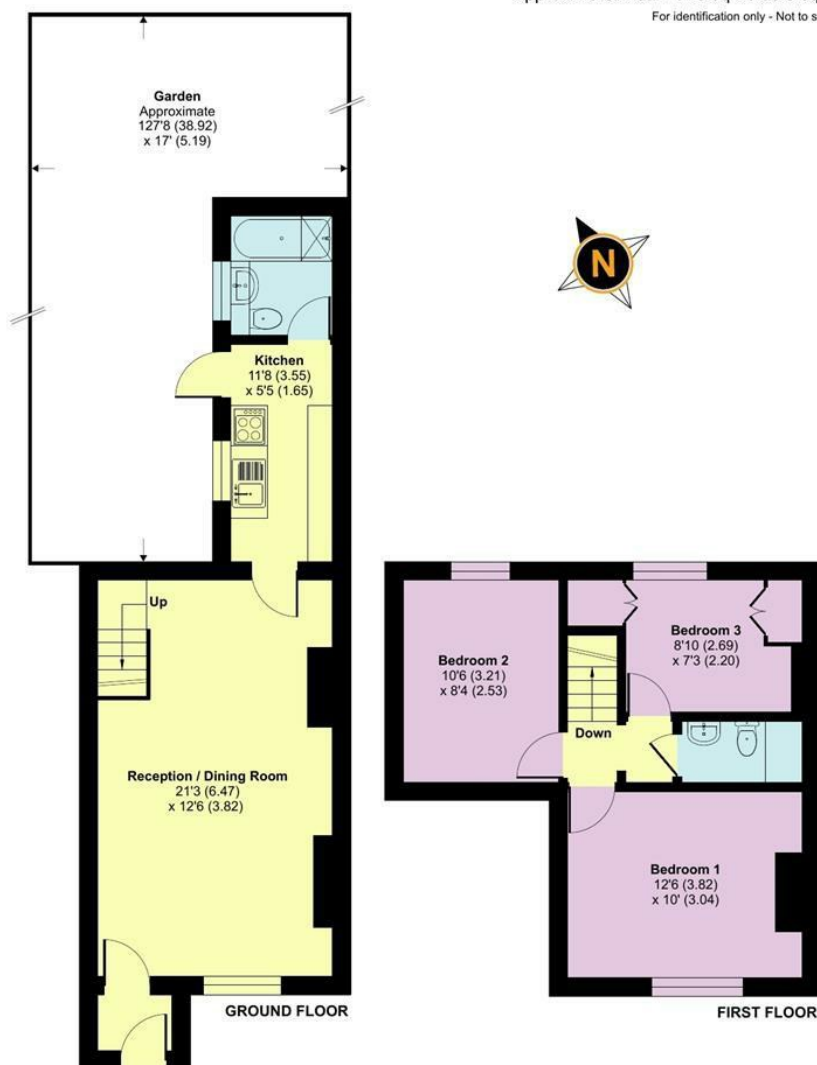 For identification only - Not to s
Garden
Approximate
127'8 (38.92)
x 17' (5.19)
N
Kitchen
11'8 (3.55)
x 5'5 (1.65)
Up
Reception / Dining Room
21'3 (6.47)
x 12'6 (3.82)
GROUND FLOOR
Bedroom 2
10'6 (3.21)
x 8'4 (2.53)
Bedroom 3
8'10 (2.69)
x 7'3 (2.20)
Down
Bedroom 1
12'6 (3.82)
x 10' (3.04)
FIRST FLOOR